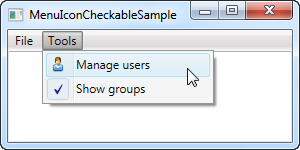 MenuIconCheckableSample
File Tools
Manage users
Show groups